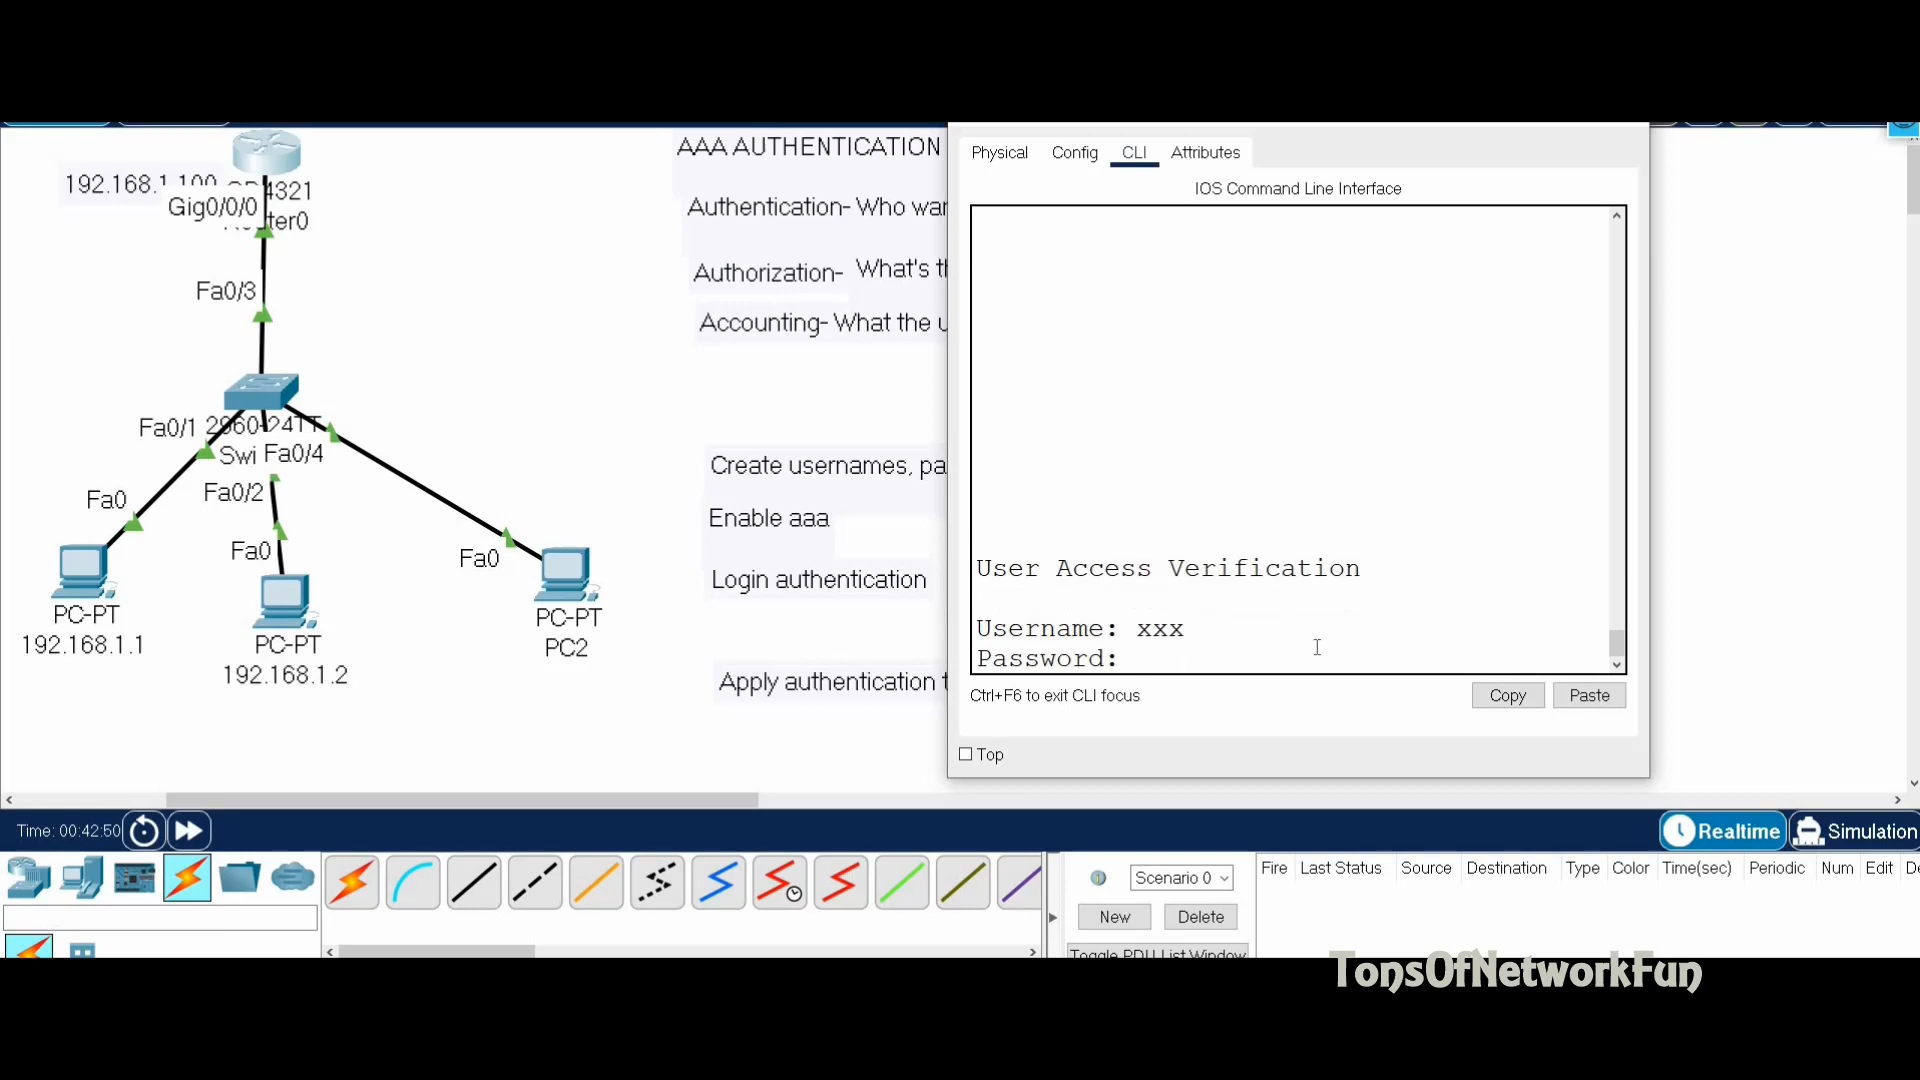 192.168.1.100
4321
Gig0/0/0
ter0
Fa0/3
Fa0/1
2960-24TT
Swi
Fa0/4
Fa0/2
Fa0
Fa0
Fa0
PC-PT
192.168.1.1
PC-PT
192.168.1.2
PC-PT
PC2
AAA AUTHENTICATION
Authentication- Who
Authorization- What's
Accounting- What the
Create usernames,
Enable aaa
Login authentication
Apply authentication
Physical Config CLI Attributes
IOS Command Line Interface
User Access Verification
Username: xxx
Password:
Ctrl+F6 to exit CLI focus
Copy Paste
Top
Time: 00:42:50
Realtime Simulation
Scenario 0
New Delete
Toggle PDU List Window
Fire Last Status Source Destination Type Color Time(sec) Periodic Num Edit
TonsOfNetworkFun